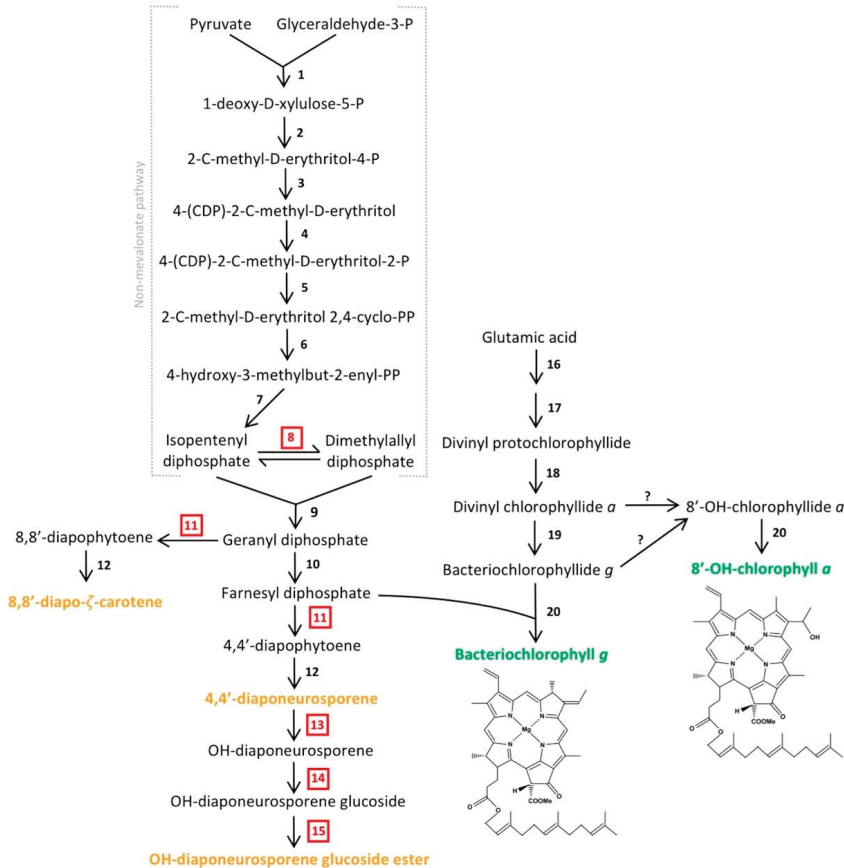 Pyruvate
Glyceraldehyde-3-P
1
1-deoxy-D-xylulose-5-P
2
2-C-methyl-D-erythritol-4-P
3
4-(CDP)-2-C-methyl-D-erythritol
4
4-(CDP)-2-C-methyl-D-erythritol-2-P
5
2-C-methyl-D-erythritol 2,4-cyclo-PP
6
4-hydroxy-3-methylbut-2-enyl-PP
7
Isopentenyl
diphosphate
8
Dimethylallyl
diphosphate
Non-mevalonate pathway
9
8,8’-diapophytoene
11
Geranyl diphosphate
12
10
8,8’-diapo-ζ-carotene
Farnesyl diphosphate
11
4,4’-diapophytoene
12
4,4’-diaponeurosporene
13
OH-diaponeurosporene
14
OH-diaponeurosporene glucoside
15
OH-diaponeurosporene glucoside ester
Glutamic acid
16
17
Divinyl protochlorophyllide
18
Divinyl chlorophyllide a
?
8’-OH-chlorophyllide a
19
?
20
Bacteriochlorophyllide g
8’-OH-chlorophyll a
20
Bacteriochlorophyll g
N
N
Mg
N
N
H
COOMe
O
O
O
N
N
OH
Mg
N
N
H
COOMe
O
O
O